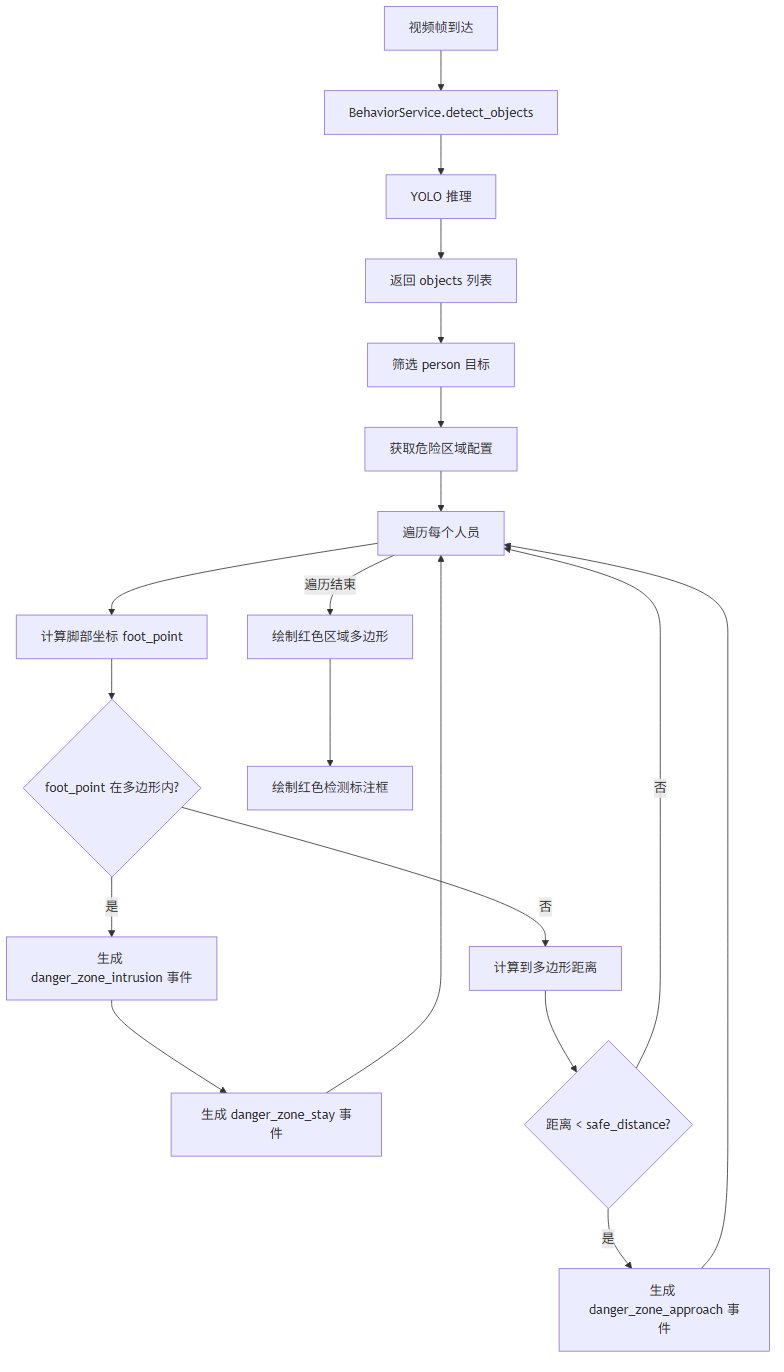 视频帧到达
BehaviorService.detect_objects
YOLO 推理
返回 objects 列表
筛选 person 目标
获取危险区域配置
遍历每个人员
遍历结束
计算脚部坐标 foot_point
绘制红色区域多边形
foot_point 在多边形内?
绘制红色检测标注框
否
是
否
生成
danger_zone_intrusion 事件
计算到多边形距离
生成 danger_zone_stay 事
件
距离 < safe_distance?
是
生成
danger_zone_approach 事
件